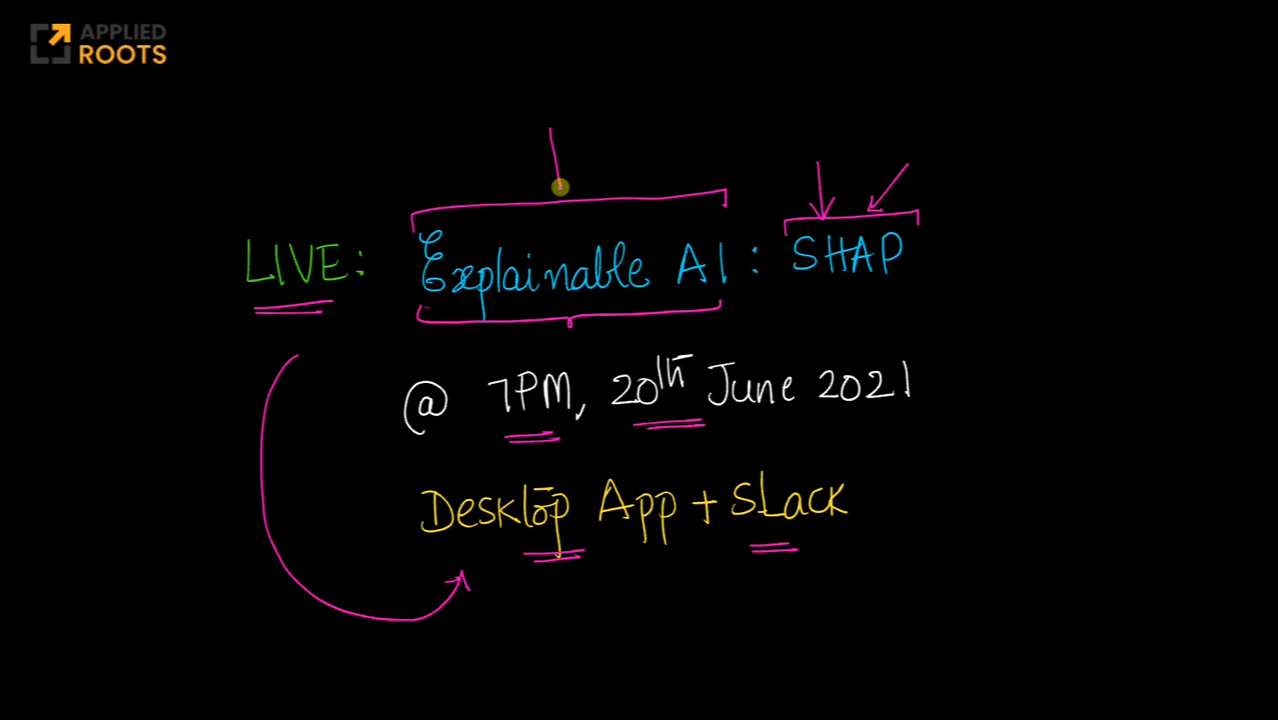 APPLIED
ROOTS
LIVE: Explainable AI: SHAP
@ 7PM, 20th June 2021
Desktop App + SLack